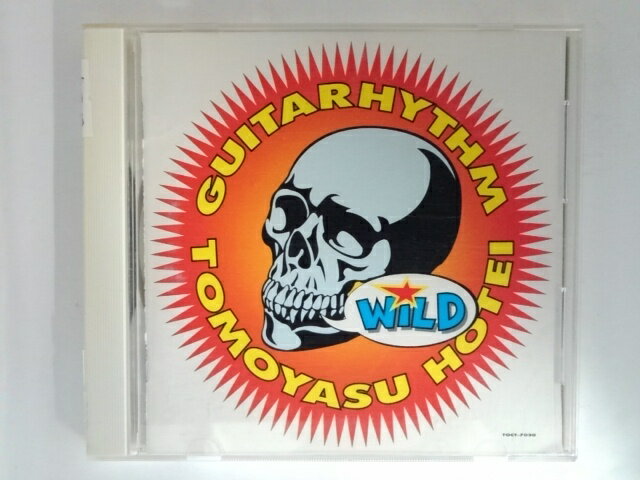 GUITARHYTHM
WiLD
TOMOYASU HOTEI
TOCT-7030